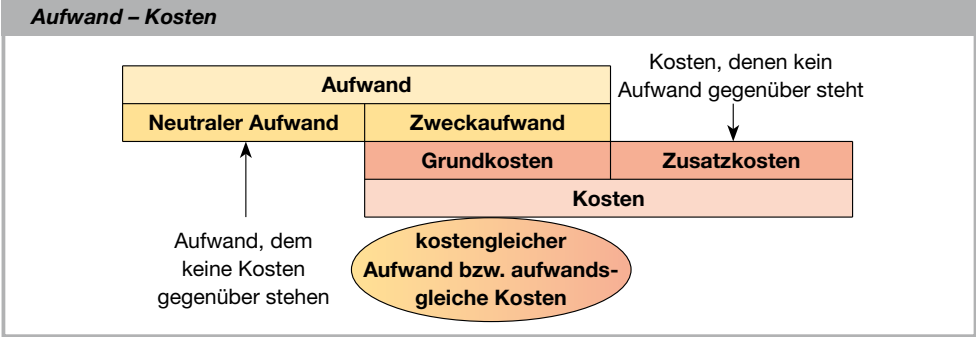 Aufwand – Kosten
Kosten, denen kein
Aufwand gegenüber steht
Aufwand
Neutraler Aufwand
Zweckaufwand
Grundkosten
Zusatzkosten
Kosten
Aufwand, dem
keine Kosten
gegenüber stehen
kostengleicher
Aufwand bzw. aufwands-
gleiche Kosten